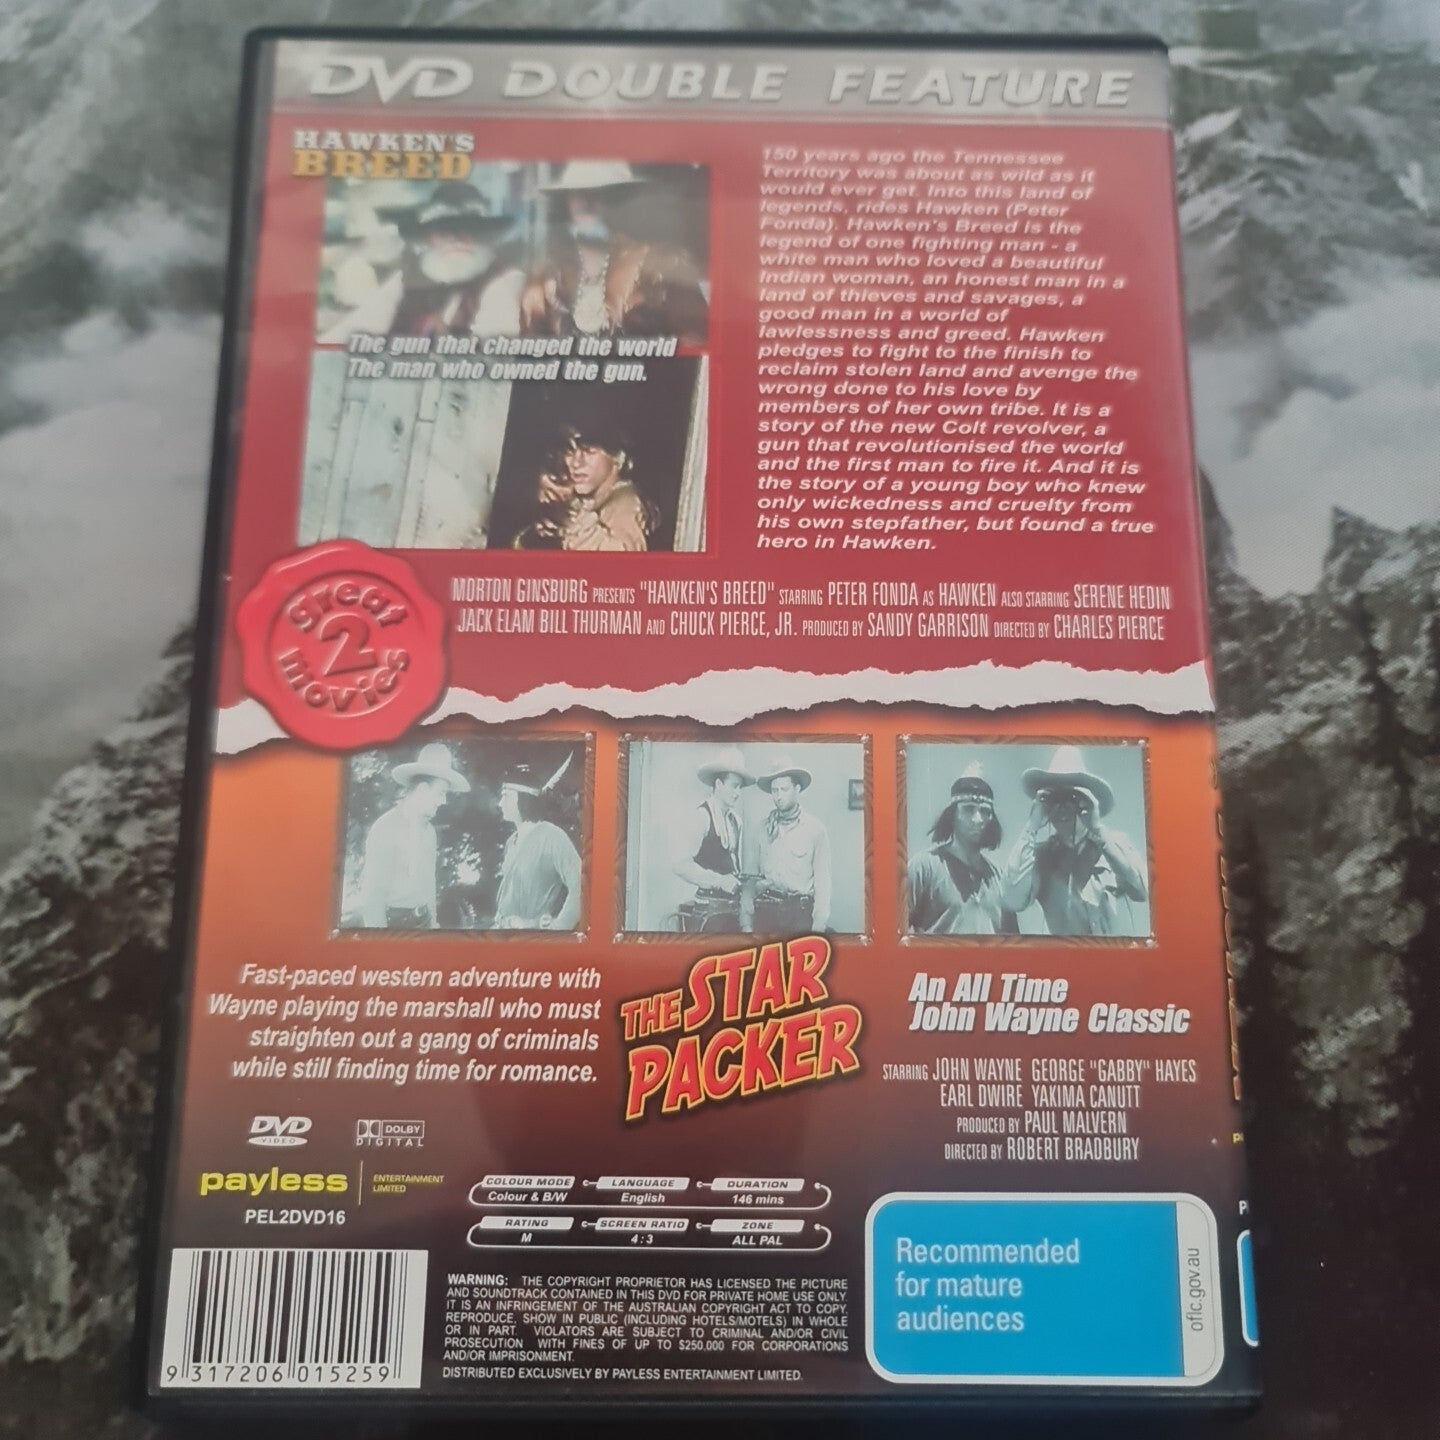 DVD DOUBLE FEATURE
HAWKEN'S
BREED
The gun that changed the world
The man who owned the gun.
150 years ago the Tennessee
Territory was about as wild as it
would ever get. Into this land of
legends, rides Hawken (Peter
Fonda). Hawken's Breed is the
legend of one fighting man - a
white man who loved a beautiful
Indian woman, an honest man in a
land of thieves and savages, a
good man in a world of
lawlessness and greed. Hawken
pledges to fight to the finish to
reclaim stolen land and avenge the
wrong done to his love by
members of her own tribe. It is a
story of the new Colt revolver, a
gun that revolutionised the world
and the first man to fire it. And it is
the story of a young boy who knew
only wickedness and cruelty from
his own stepfather, but found a true
hero in Hawken.
great
2
movies
MORTON GINSBURG PRESENTS "HAWKEN'S BREED" STARRING PETER FONDA AS HAWKEN ALSO STARRING SERENE HEDIN
JACK ELAM BILL THURMAN AND CHUCK PIERCE, JR. PRODUCED BY SANDY GARRISON DIRECTED BY CHARLES PIERCE
Fast-paced western adventure with
Wayne playing the marshall who must
straighten out a gang of criminals
while still finding time for romance.
THE STAR
PACKER
An All Time
John Wayne Classic
STARRING JOHN WAYNE GEORGE "GABBY" HAYES
EARL DWIRE YAKIMA CANUTT
PRODUCED BY PAUL MALVERN
DIRECTED BY ROBERT BRADBURY
DVD
VIDEO
DOLBY
DIGITAL
payless
ENTERTAINMENT
LIMITED
PEL2DVD16
COLOUR MODE
Colour & B/W
LANGUAGE
English
DURATION
146 mins
RATING
M
SCREEN RATIO
4:3
ZONE
ALL PAL
WARNING: THE COPYRIGHT PROPRIETOR HAS LICENSED THE PICTURE
AND SOUNDTRACK CONTAINED IN THIS DVD FOR PRIVATE HOME USE ONLY.
IT IS AN INFRINGEMENT OF THE AUSTRALIAN COPYRIGHT ACT TO COPY,
REPRODUCE, SHOW IN PUBLIC (INCLUDING HOTELS/MOTELS) IN WHOLE
OR IN PART. VIOLATORS ARE SUBJECT TO CRIMINAL AND/OR CIVIL
PROSECUTION WITH FINES OF UP TO $250,000 FOR CORPORATIONS
AND/OR IMPRISONMENT.
DISTRIBUTED EXCLUSIVELY BY PAYLESS ENTERTAINMENT LIMITED.
9 317206 015259
Recommended
for mature
audiences
oflc.gov.au